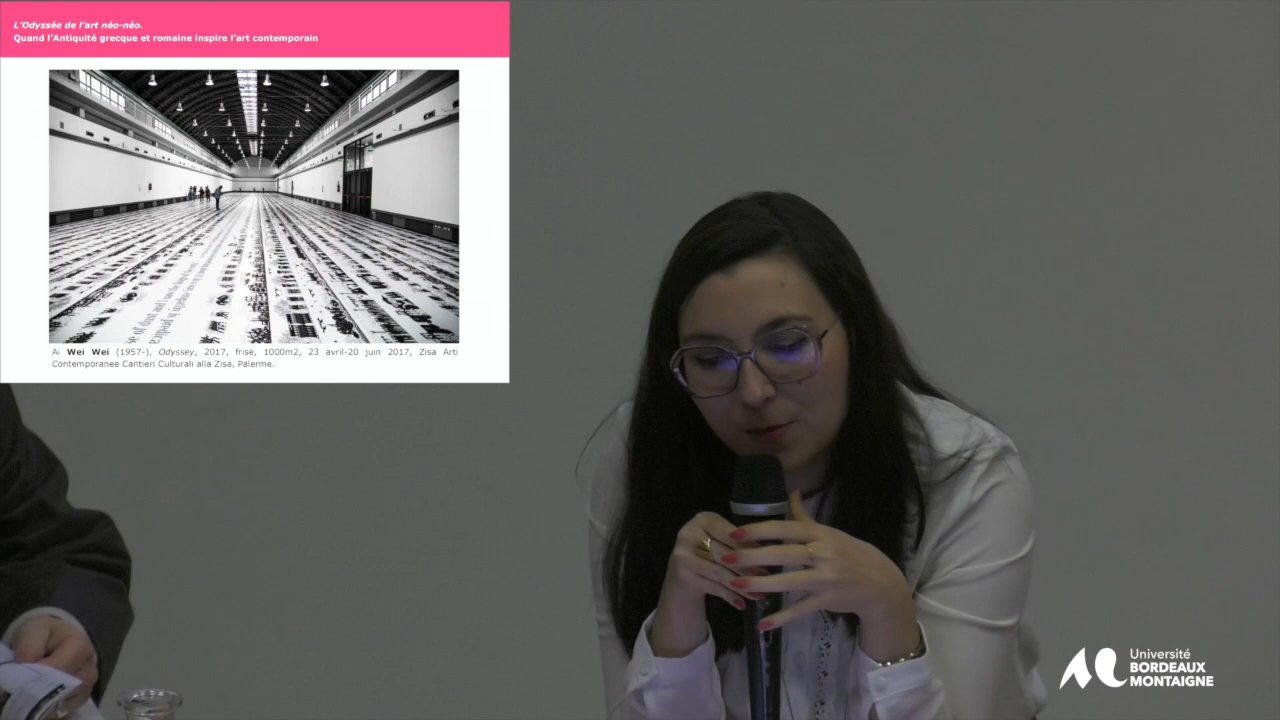 L'Odyssée de l'art néo-néo.
Quand l'Antiquité grecque et romaine inspire l'art contemporain
Ai Wei Wei (1957-), Odyssey, 2017, frise, 1000m2, 23 avril-20 juin 2017, Zisa Arti
Contemporanee Cantieri Culturali alla Zisa, Palerme.
Université
BORDEAUX
MONTAIGNE